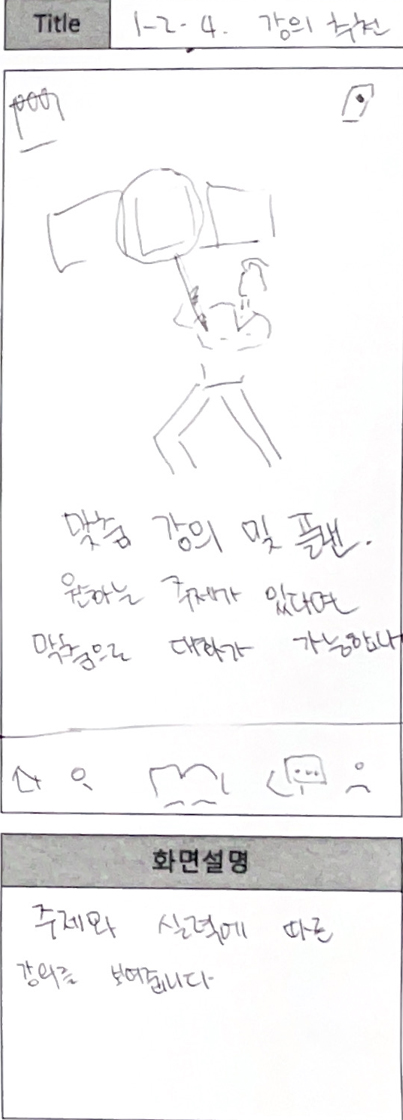 Title 1-2-4. 강의 추천
맞춤 강의 및 플랜.
원하는 주제가 있다면
맞춤으로 대화가 가능합니다
화면설명
주제와 실력에 따른
강의를 보여줍니다